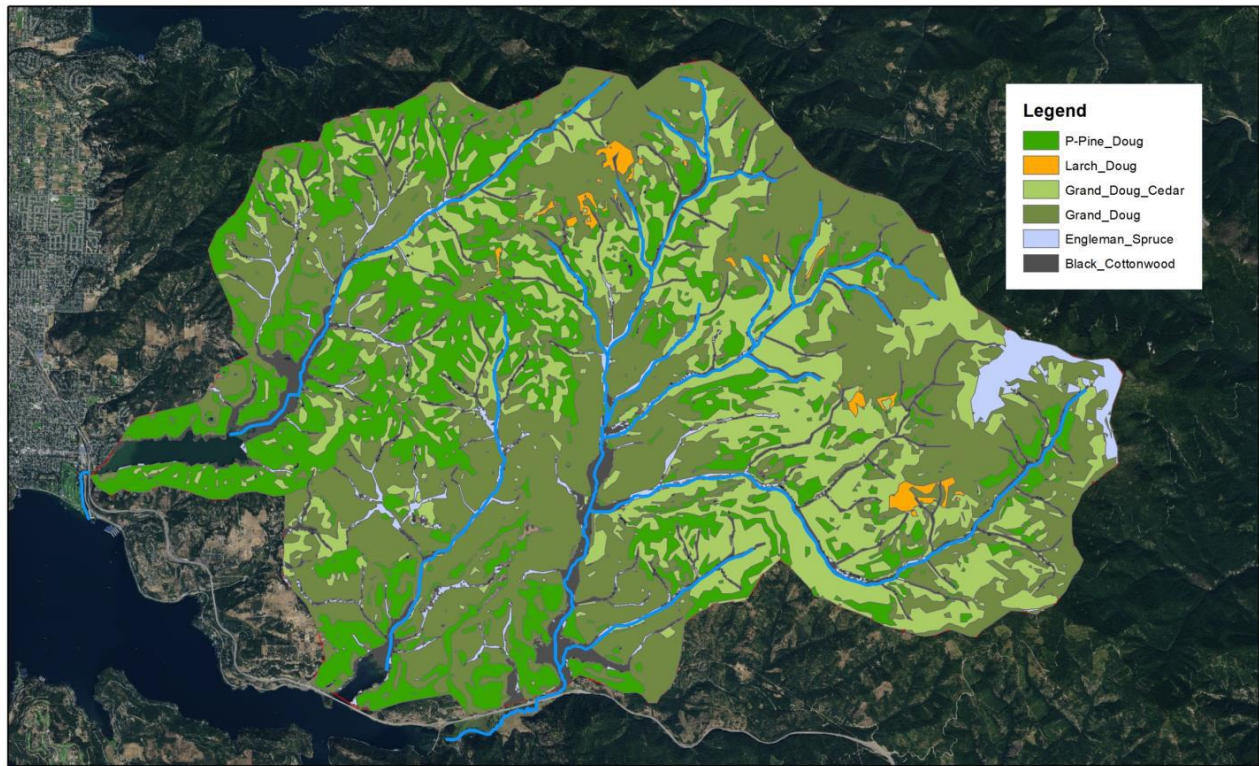 Legend
P-Pine_Doug
Larch_Doug
Grand_Doug_Cedar
Grand_Doug
Engleman_Spruce
Black_Cottonwood